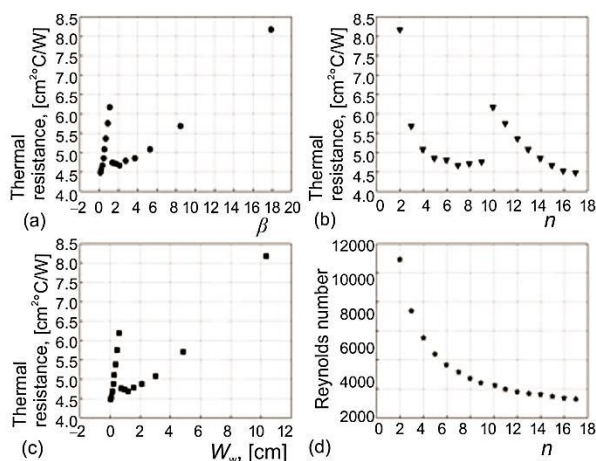 8.5
8.0
7.5
7.0
6.5
6.0
5.5
5.0
4.5
4.0
Thermal
resistance, [cm²°C/W]
−2 0 2 4 6 8 10 12 14 16 18 20
(a)
β
8.5
8.0
7.5
7.0
6.5
6.0
5.5
5.0
4.5
4.0
Thermal
resistance, [cm²°C/W]
0 2 4 6 8 10 12 14 16 18
(b)
n
8.5
8.0
7.5
7.0
6.5
6.0
5.5
5.0
4.5
4.0
Thermal
resistance, [cm²°C/W]
−2 0 2 4 6 8 10 12
(c)
W_w, [cm]
12000
10000
8000
6000
4000
2000
Reynolds number
0 2 4 6 8 10 12 14 16 18
(d)
n